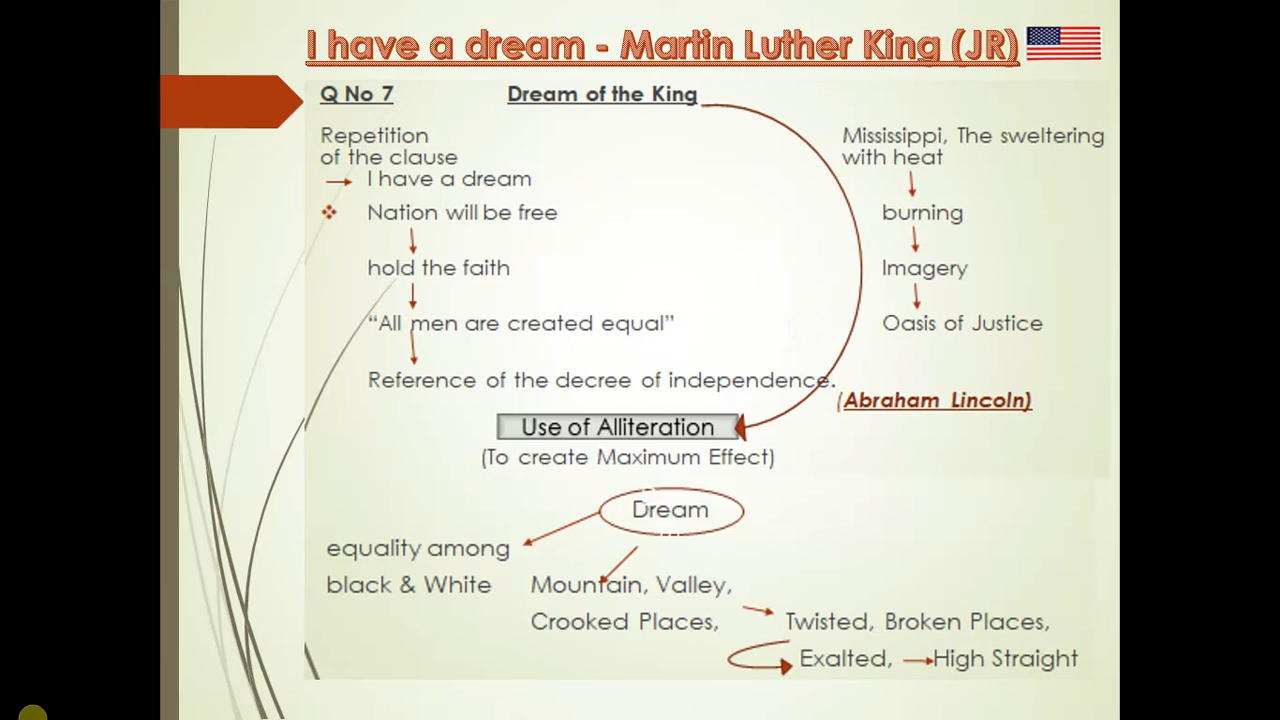 I have a dream - Martin Luther King (JR)
Q No 7
Dream of the King
Repetition
of the clause
I have a dream
Nation will be free
hold the faith
“All men are created equal”
Reference of the decree of independence.
Mississippi, The sweltering
with heat
burning
Imagery
Oasis of Justice
(Abraham Lincoln)
Use of Alliteration
(To create Maximum Effect)
Dream
equality among
black & White
Mountain, Valley,
Crooked Places,
Twisted, Broken Places,
Exalted,
High Straight